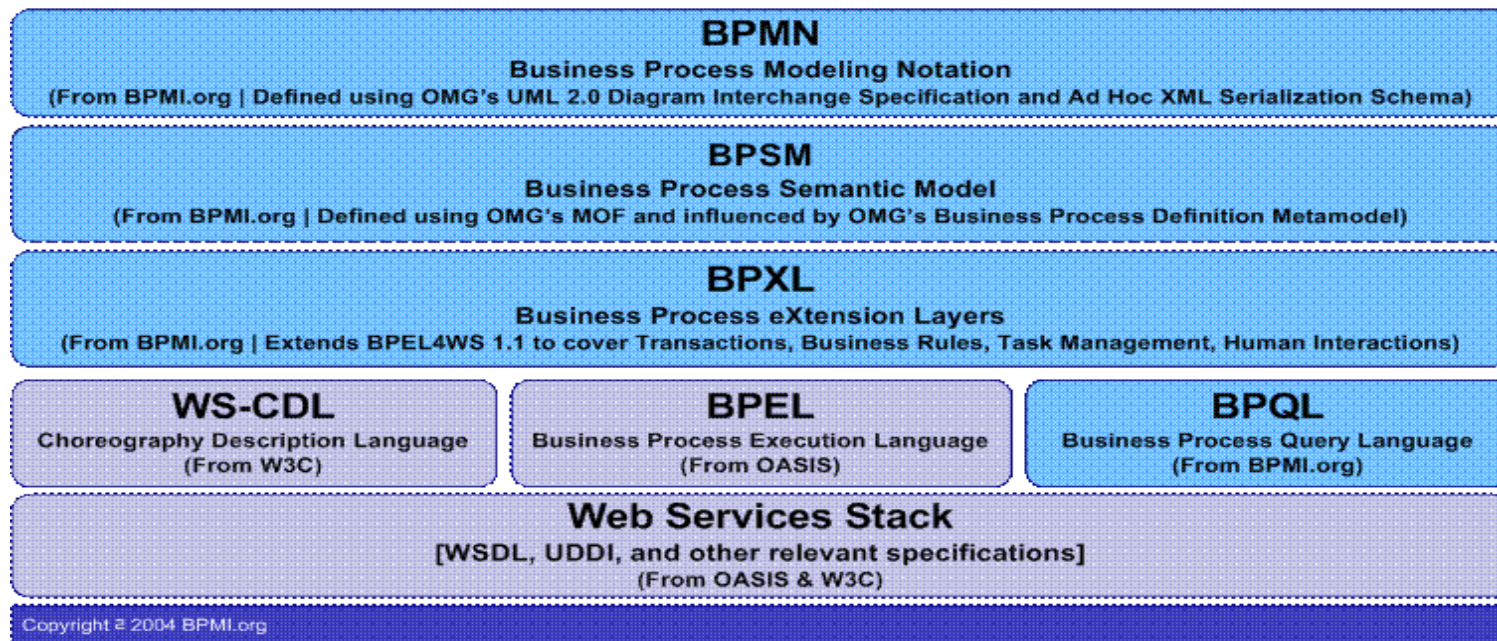 BPMN
Business Process Modeling Notation
(From BPMI.org | Defined using OMG's UML 2.0 Diagram Interchange Specification and Ad Hoc XML Serialization Schema)
BPSM
Business Process Semantic Model
(From BPMI.org | Defined using OMG's MOF and influenced by OMG's Business Process Definition Metamodel)
BPXL
Business Process eXtension Layers
(From BPMI.org | Extends BPEL4WS 1.1 to cover Transactions, Business Rules, Task Management, Human Interactions)
WS-CDL
Choreography Description Language
(From W3C)
BPEL
Business Process Execution Language
(From OASIS)
BPQL
Business Process Query Language
(From BPMI.org)
Web Services Stack
[WSDL, UDDI, and other relevant specifications]
(From OASIS & W3C)
Copyright 2004 BPMI.org